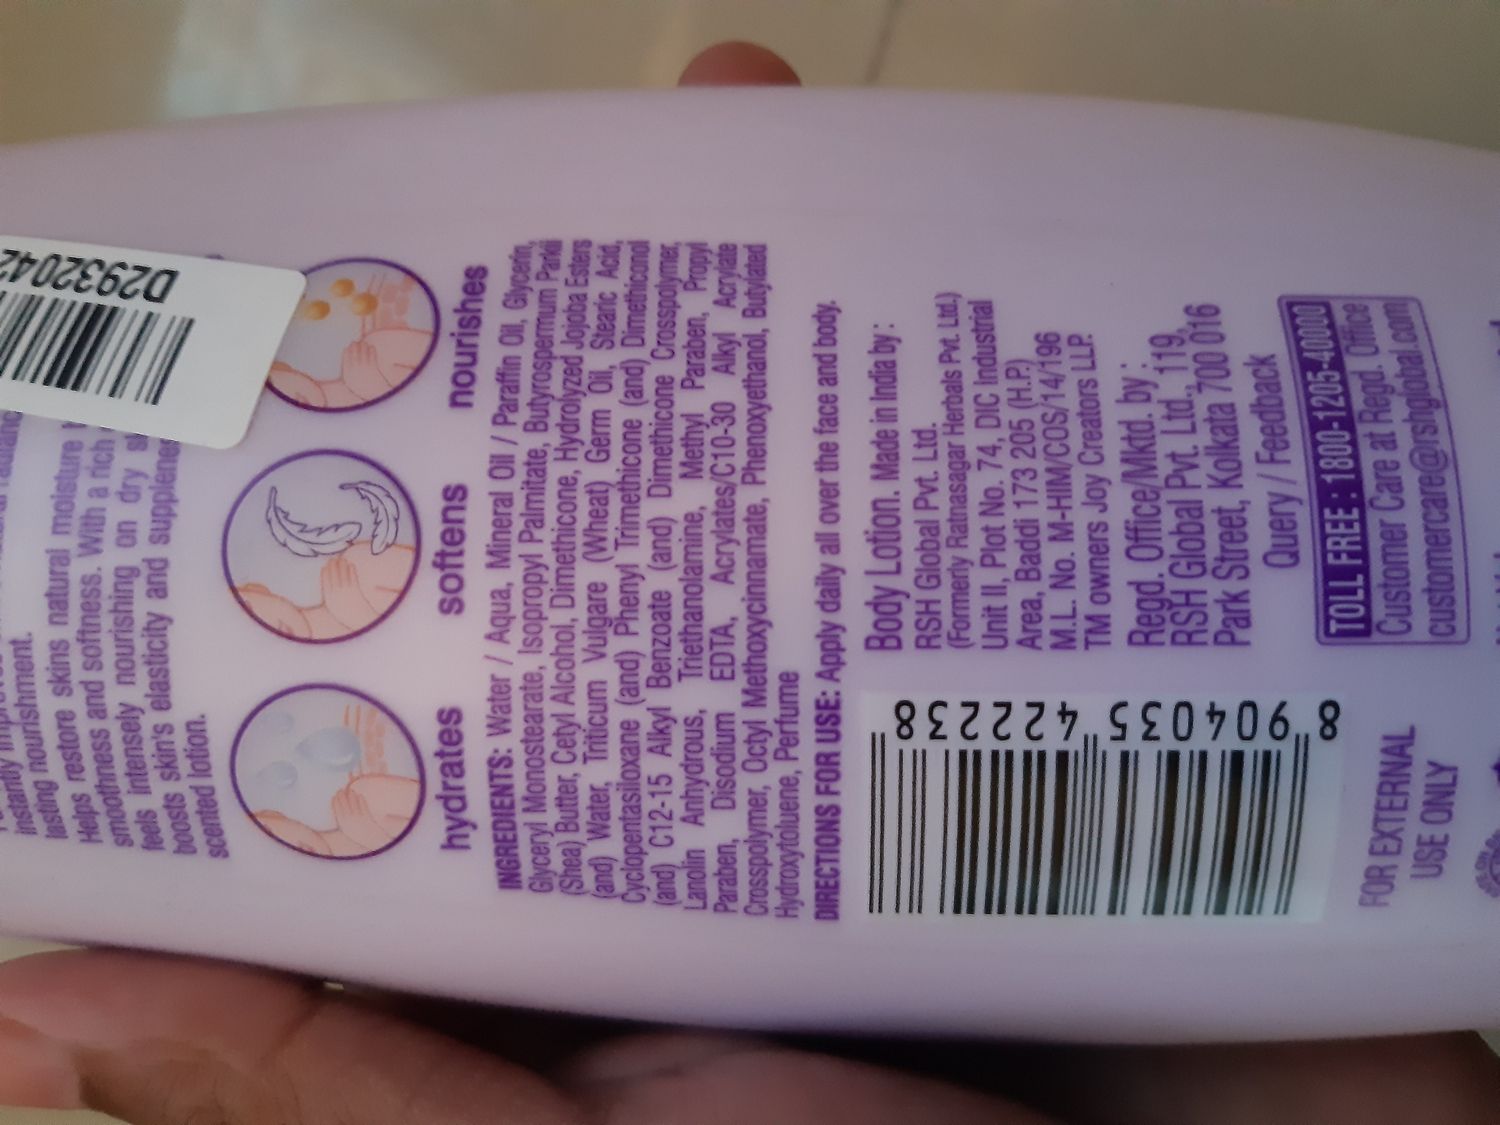 instantly
lasting nourishment.
Helps restore skins natural moisture
smoothness and softness. With a rich
feels intensely nourishing on dry
boosts skin's elasticity and supplene
scented lotion.
hydrates
softens
nourishes
INGREDIENTS: Water / Aqua, Mineral Oil / Paraffin Oil, Glycerin,
Glyceryl Monostearate, Isopropyl Palmitate, Butyrospermum Parkii
(Shea) Butter, Cetyl Alcohol, Dimethicone, Hydrolyzed Jojoba Esters
(and) Water, Triticum Vulgare (Wheat) Germ Oil, Stearic Acid,
Cyclopentasiloxane (and) Phenyl Trimethicone (and) Dimethiconol
(and) C12-15 Alkyl Benzoate (and) Dimethicone Crosspolymer,
Lanolin Anhydrous, Triethanolamine, Methyl Paraben, Propyl
Paraben, Disodium EDTA, Acrylates/C10-30 Alkyl Acrylate
Crosspolymer, Octyl Methoxycinnamate, Phenoxyethanol, Butylated
Hydroxytoluene, Perfume
DIRECTIONS FOR USE: Apply daily all over the face and body.
Body Lotion. Made in India by :
RSH Global Pvt. Ltd.
(Formerly Ratnasagar Herbals Pvt. Ltd.)
Unit II, Plot No. 74, DIC Industrial
Area, Baddi 173 205 (H.P.)
M.L. No. M-HIM/COS/14/196
TM owners Joy Creators LLP.
Regd. Office/Mktd. by :
RSH Global Pvt. Ltd., 119,
Park Street, Kolkata 700 016
Query / Feedback
TOLL FREE : 1800-1205-40000
Customer Care at Regd. Office
customercare@rshglobal.com
8 904035 422238
FOR EXTERNAL
USE ONLY
D2932042